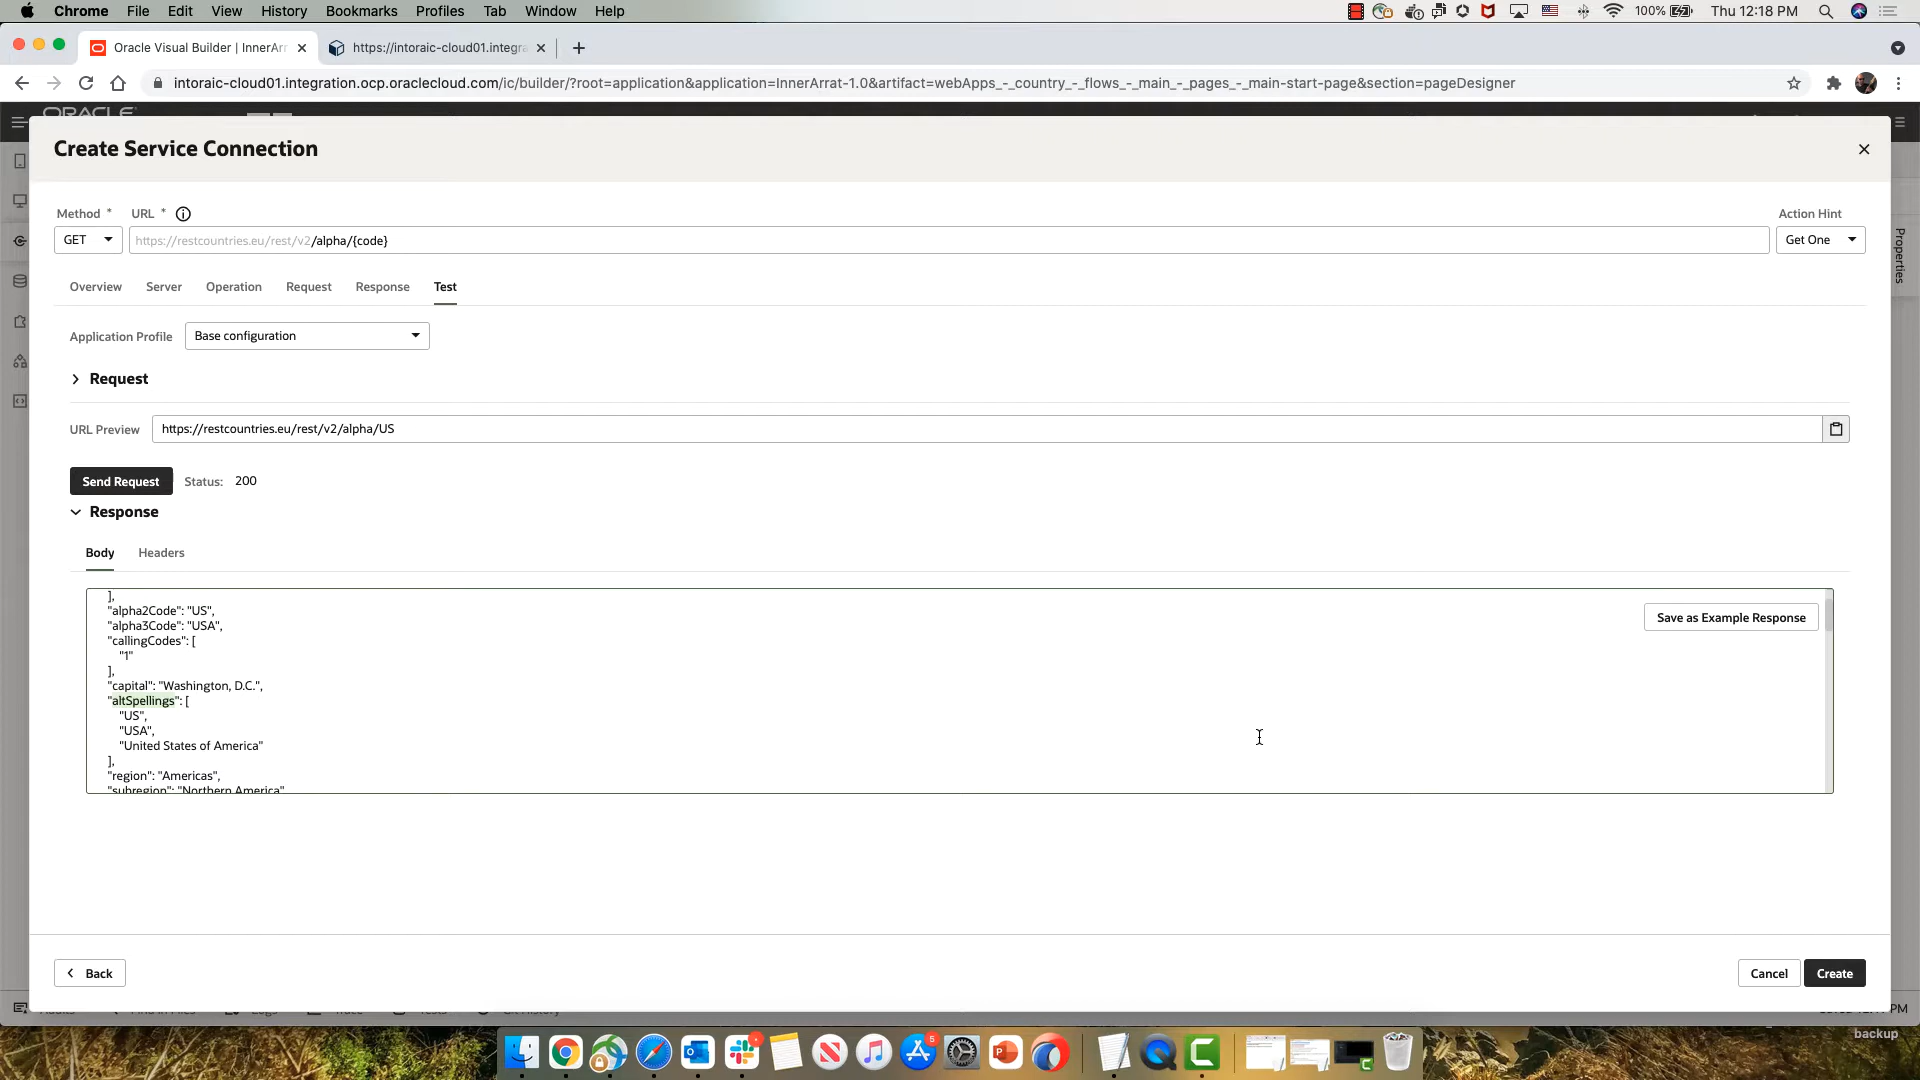 Chrome File Edit View History Bookmarks Profiles Tab Window Help
100% Thu 12:18 PM
Oracle Visual Builder | InnerArr
https://intoraic-cloud01.integra
intoraic-cloud01.integration.ocp.oraclecloud.com/ic/builder/?root=application&application=InnerArrat-1.0&artifact=webApps_-_country_-_flows_-_main_-_pages_-_main-start-page&section=pageDesigner
ORACLE
Create Service Connection
Method * URL *
Action Hint
GET
https://restcountries.eu/rest/v2/alpha/{code}
Get One
Properties
Overview Server Operation Request Response Test
Application Profile Base configuration
Request
URL Preview https://restcountries.eu/rest/v2/alpha/US
Send Request Status: 200
Response
Body Headers
],
"alpha2Code": "US",
"alpha3Code": "USA",
"callingCodes": [
"1"
],
"capital": "Washington, D.C.",
"altSpellings": [
"US",
"USA",
"United States of America"
],
"region": "Americas",
"subregion": "Northern America"
Save as Example Response
Back
Cancel Create
PM
backup
5